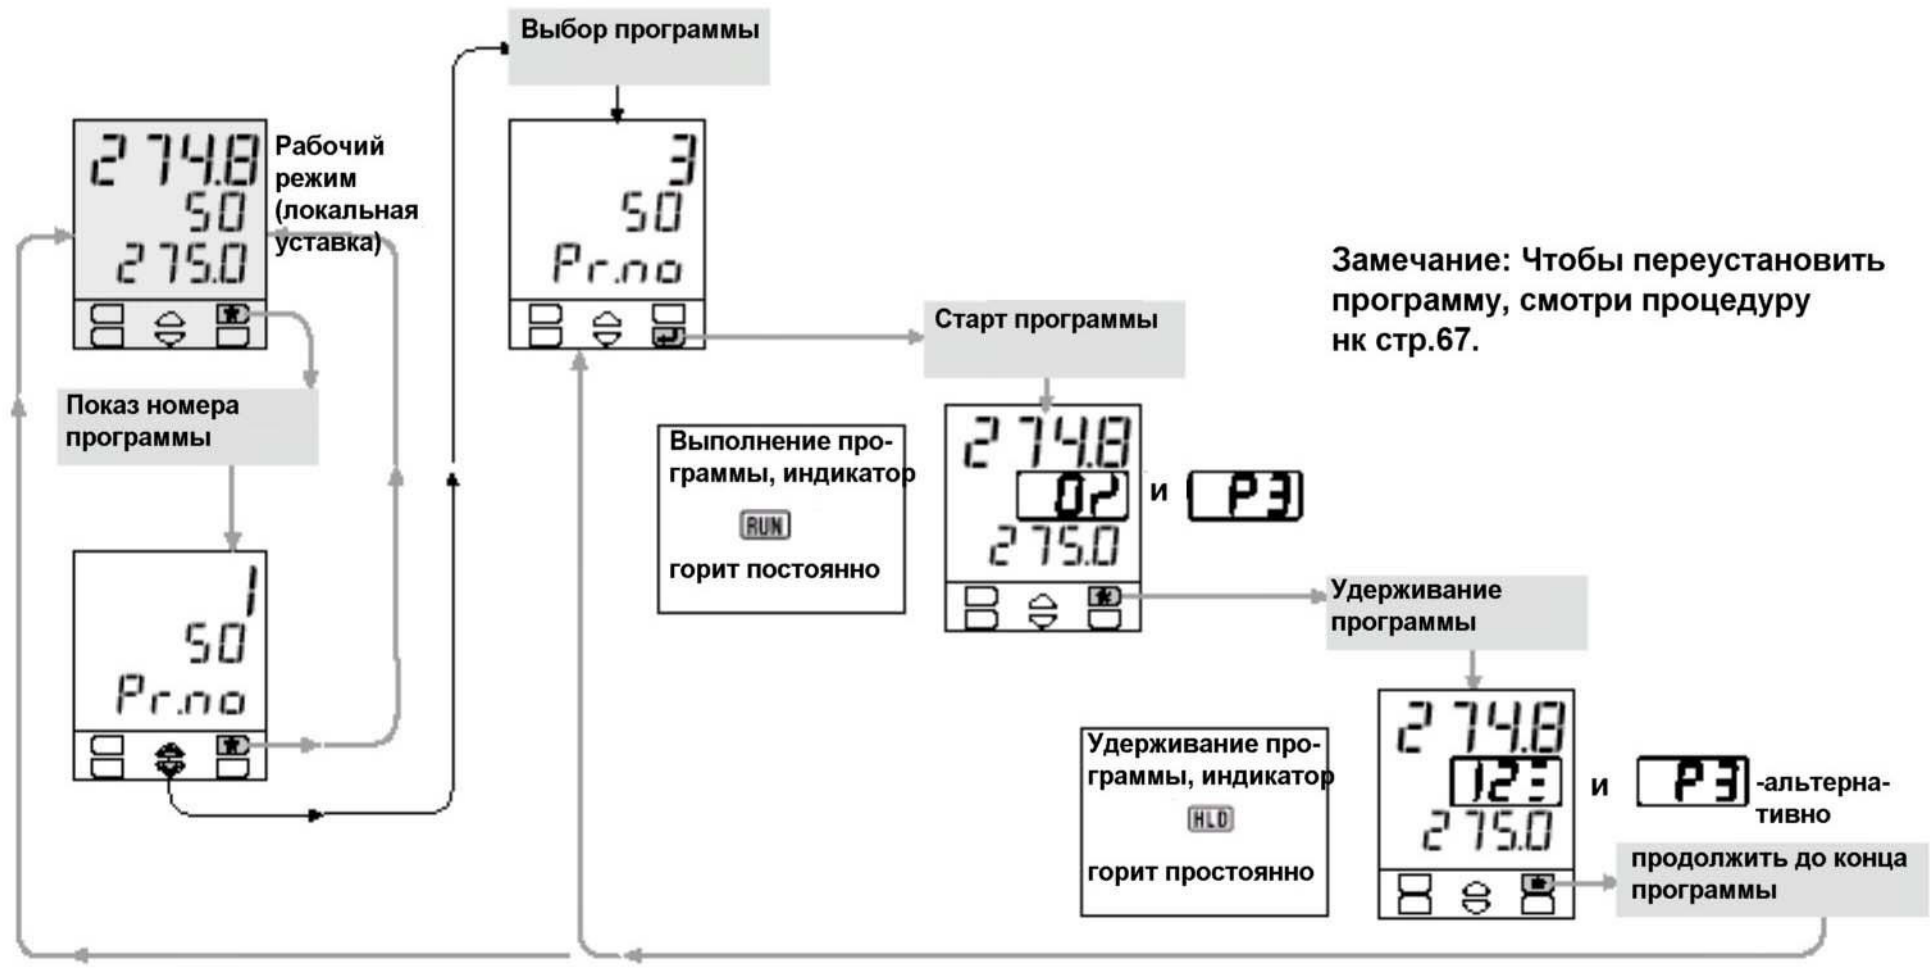 Выбор программы
274.8
50
275.0
Рабочий
режим
(локальная
уставка)
3
50
Pr.no
Замечание: Чтобы переустановить
программу, смотри процедуру
нк стр.67.
Старт программы
Показ номера
программы
1
50
Pr.no
Выполнение про-
граммы, индикатор
RUN
горит постоянно
274.8
и
P3
275.0
Удерживание
программы
Удерживание про-
граммы, индикатор
HLD
горит простоянно
274.8
и
P3
-альтерна-
тивно
275.0
продолжить до конца
программы